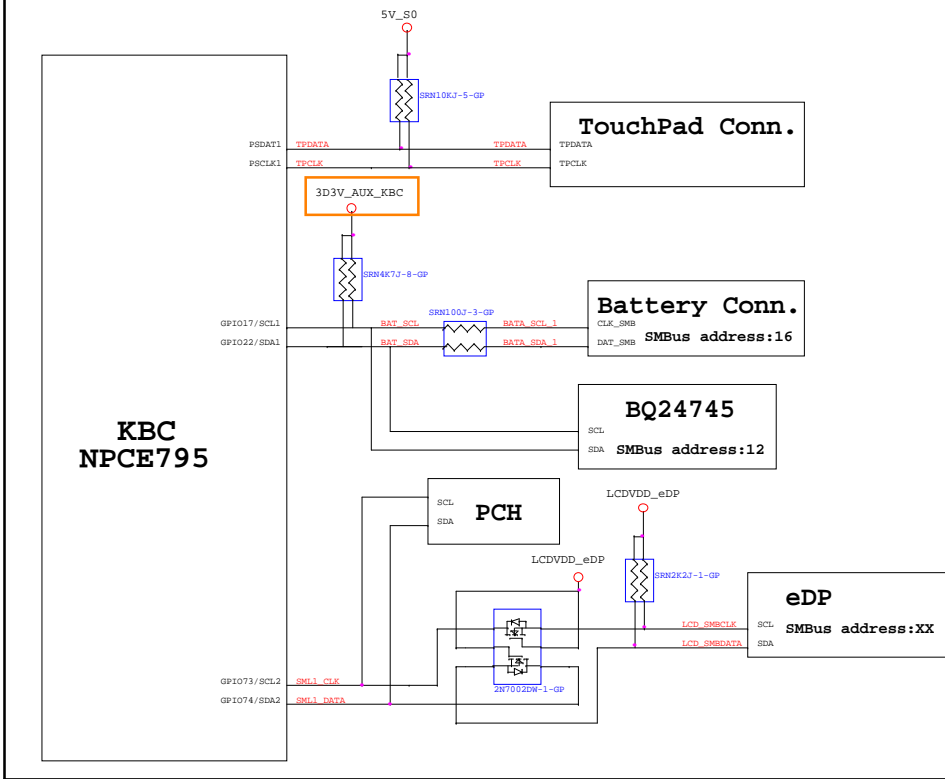 5V_S0
SRN10KJ-5-GP
TouchPad Conn.
PSDAT1 TPDATA TPDATA TPDATA
PSCLK1 TPCLK TPCLK TPCLK
3D3V_AUX_KBC
SRN4K7J-8-GP
Battery Conn.
SRN100J-3-GP
GPIO17/SCL1 BAT_SCL BATA_SCL_1 CLK_SMB
GPIO22/SDA1 BAT_SDA BATA_SDA_1 DAT_SMB SMBus address:16
BQ24745
KBC
NPCE795
SCL
SDA SMBus address:12
LCDVDD_eDP
SCL
SDA PCH
LCDVDD_eDP
SRN2K2J-1-GP
eDP
LCD_SMBCLK SCL SMBus address:XX
LCD_SMBDATA SDA
GPIO73/SCL2 SML1_CLK
2N7002DW-1-GP
GPIO74/SDA2 SML1_DATA